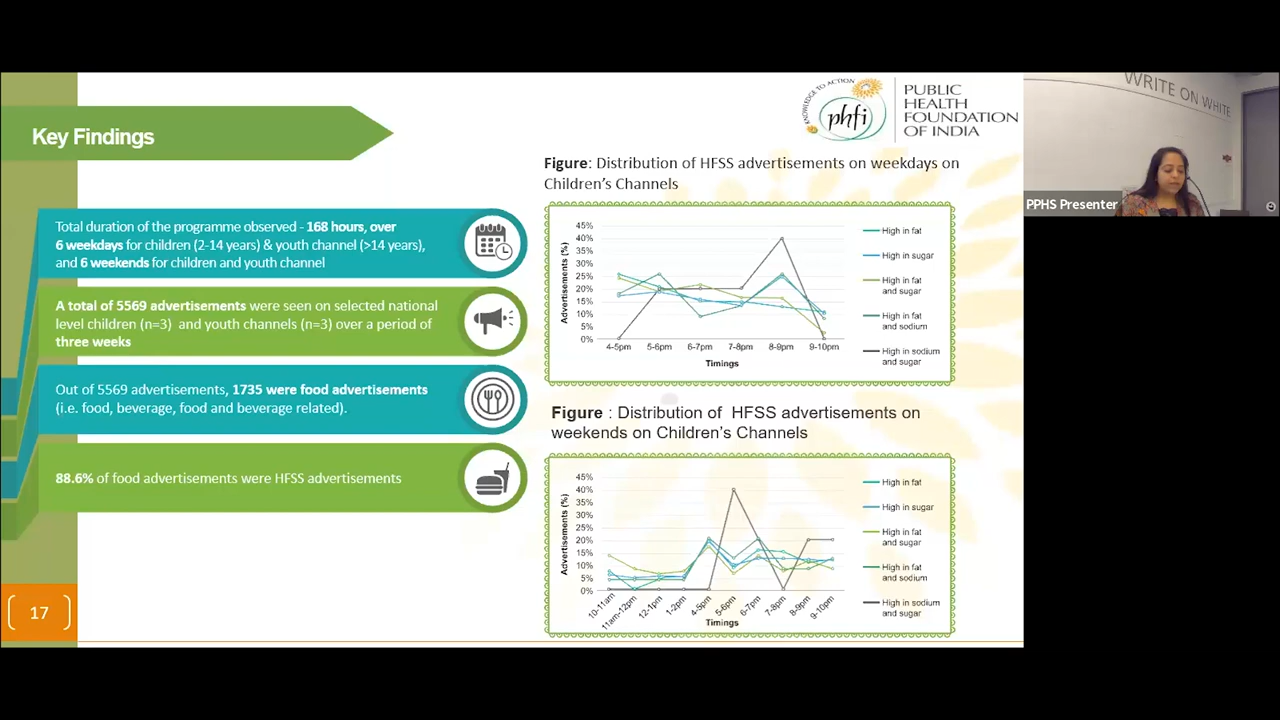 Key Findings
Total duration of the programme observed - 168 hours, over
6 weekdays for children (2-14 years) & youth channel (>14 years),
and 6 weekends for children and youth channel
A total of 5569 advertisements were seen on selected national
level children (n=3) and youth channels (n=3) over a period of
three weeks
Out of 5569 advertisements, 1735 were food advertisements
(i.e. food, beverage, food and beverage related).
88.6% of food advertisements were HFSS advertisements
17
KNOWLEDGE TO ACTION
phfi
PUBLIC
HEALTH
FOUNDATION
OF INDIA
Figure: Distribution of HFSS advertisements on weekdays on
Children's Channels
Advertisements (%)
45%
40%
35%
30%
25%
20%
15%
10%
5%
0%
4-5pm 5-6pm 6-7pm 7-8pm 8-9pm 9-10pm
Timings
High in fat
High in sugar
High in fat
and sugar
High in fat
and sodium
High in sodium
and sugar
Figure : Distribution of HFSS advertisements on
weekends on Children's Channels
Advertisements (%)
45%
40%
35%
30%
25%
20%
15%
10%
5%
0%
10-11am 11am-12pm 12-1pm 1-2pm 4-5pm 5-6pm 6-7pm 7-8pm 8-9pm 9-10pm
Timings
High in fat
High in sugar
High in fat
and sugar
High in fat
and sodium
High in sodium
and sugar
WRITE ON WHITE
PPHS Presenter